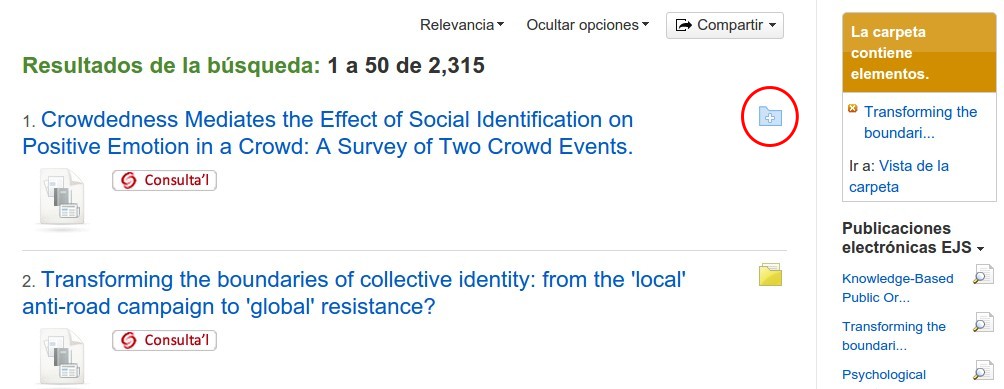 Relevancia Ocultar opciones Compartir
Resultados de la búsqueda: 1 a 50 de 2,315
1. Crowdedness Mediates the Effect of Social Identification on
Positive Emotion in a Crowd: A Survey of Two Crowd Events.
Consulta'l
2. Transforming the boundaries of collective identity: from the 'local'
anti-road campaign to 'global' resistance?
Consulta'l
La carpeta
contiene
elementos.
Transforming the
boundari...
Ir a: Vista de la
carpeta
Publicaciones
electrónicas EJS
Knowledge-Based
Public Or...
Transforming the
boundari...
Psychological